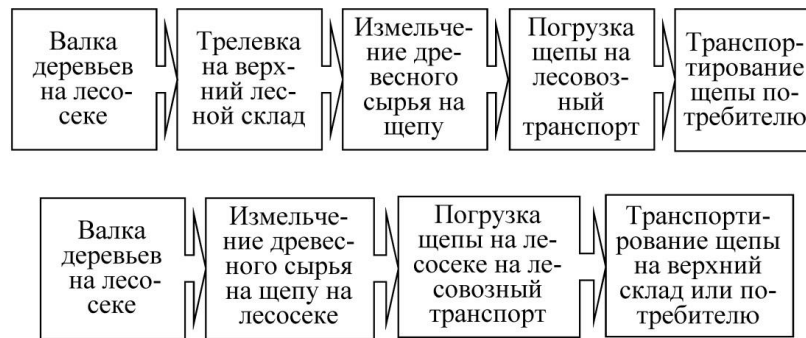 Валка
деревьев
на лесо-
секе
Трелевка
на верх-
ний лес-
ной склад
Измельче-
ние дре-
весного
сырья на
щепу
Погрузка
щепы на
лесовоз-
ный
транспорт
Транспор-
тирование
щепы по-
требителю
Валка
деревьев
на лесо-
секе
Измельче-
ние древес-
ного сырья
на щепу на
лесосеке
Погрузка
щепы на ле-
сосеке на ле-
совозный
транспорт
Транспорти-
рование щепы
на верхний
склад или по-
требителю